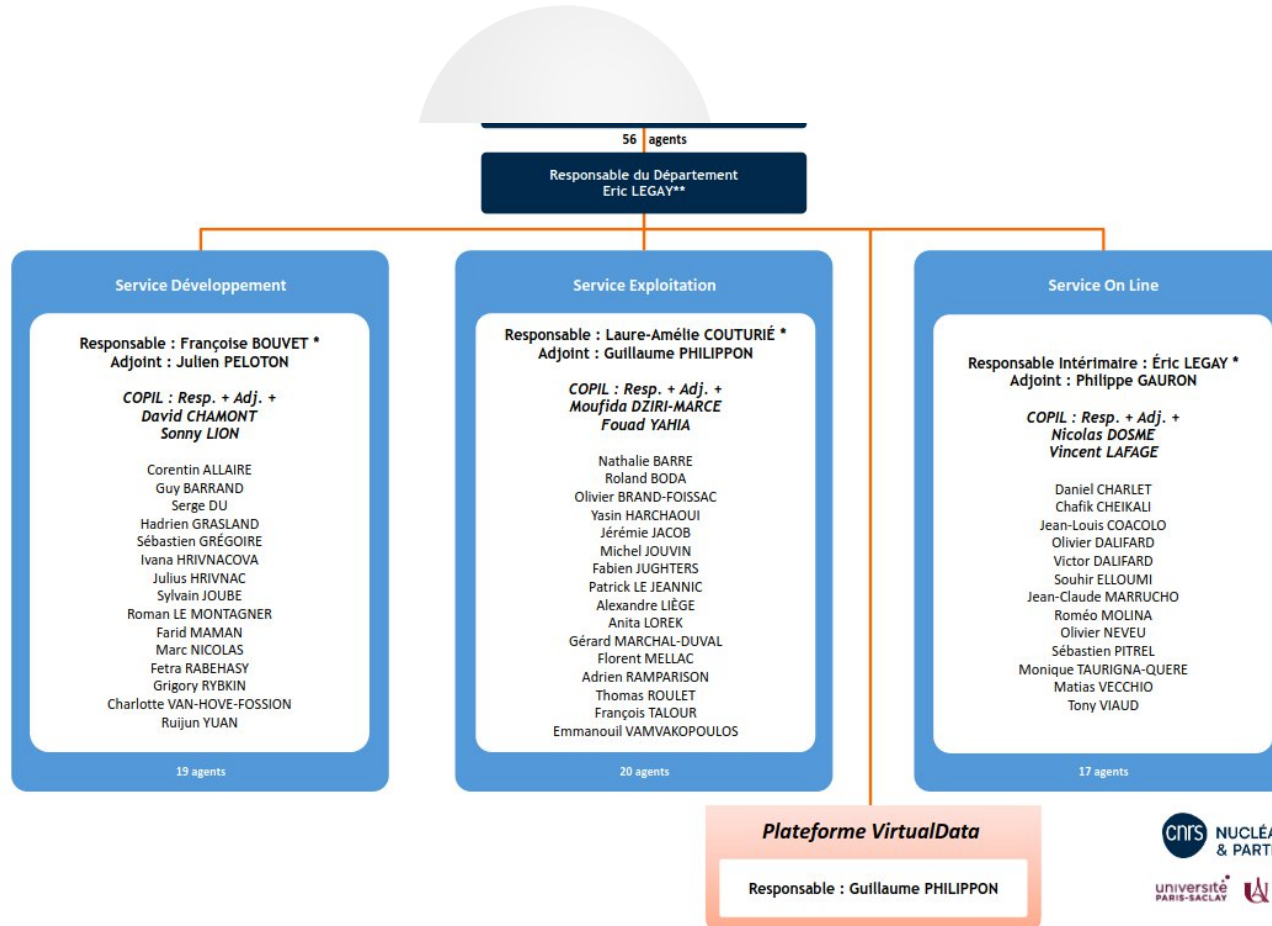 56 agents
Responsable du Département
Eric LEGAY**
Service Développement
Responsable : Françoise BOUVET *
Adjoint : Julien PELOTON
COPIL : Resp. + Adj. +
David CHAMONT
Sonny LION
Corentin ALLAIRE
Guy BARRAND
Serge DU
Hadrien GRASLAND
Sébastien GRÉGOIRE
Ivana HRIVNACOVA
Julius HRIVNAC
Sylvain JOUBE
Roman LE MONTAGNER
Farid MAMAN
Marc NICOLAS
Fetra RABEHASY
Grigory RYBKIN
Charlotte VAN-HOVE-FOSSION
Ruijun YUAN
19 agents
Service Exploitation
Responsable : Laure-Amélie COUTURIÉ *
Adjoint : Guillaume PHILIPPON
COPIL : Resp. + Adj. +
Moufida DZIRI-MARCE
Fouad YAHIA
Nathalie BARRE
Roland BODA
Olivier BRAND-FOISSAC
Yasin HARCHAOUI
Jérémie JACOB
Michel JOUVIN
Fabien JUGHTERS
Patrick LE JEANNIC
Alexandre LIÈGE
Anita LOREK
Gérard MARCHAL-DUVAL
Florent MELLAC
Adrien RAMPARISON
Thomas ROULET
François TALOUR
Emmanouil VAMVAKOPOULOS
20 agents
Service On Line
Responsable Intérimaire : Éric LEGAY *
Adjoint : Philippe GAURON
COPIL : Resp. + Adj. +
Nicolas DOSME
Vincent LAFAGE
Daniel CHARLET
Chafik CHEIKALI
Jean-Louis COACOLO
Olivier DALIFARD
Victor DALIFARD
Souhir ELLOUMI
Jean-Claude MARRUCHO
Roméo MOLINA
Olivier NEVEU
Sébastien PITREL
Monique TAURIGNA-QUERE
Matias VECCHIO
Tony VIAUD
17 agents
Plateforme VirtualData
Responsable : Guillaume PHILIPPON
cnrs
NUCLÉA
& PARTI
université
PARIS-SACLAY